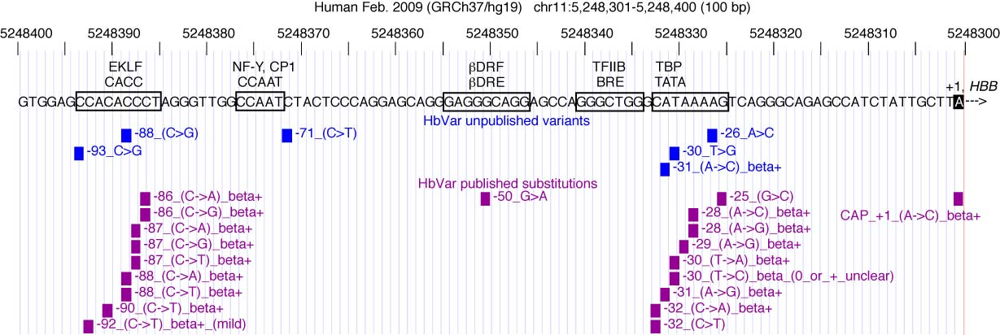 Human Feb. 2009 (GRCh37/hg19) chr11:5,248,301-5,248,400 (100 bp)
5248400 5248390 5248380 5248370 5248350 5248340 5248330 5248320 5248310 5248300
EKLF NF-Y, CP1 βDRF TFIIB TBP
CACC CCAAT βDRE BRE TATA +1, HBB
GTGGAGCCACACCCTAGGGTTGGCCAATCTACTCCCAGGAGCAGGGAGGGCAGGAGCCAGGGCTGGGCATAAAAGTCAGGGCAGAGCCATCTATTGCTTA --->
HbVar unpublished variants
-88_(C>G) -71_(C>T) -26_A>C
-93_C>G -30_T>G
-31_(A->C)_beta+
HbVar published substitutions
-86_(C->A)_beta+ -50_G>A -25_(G>C)
-86_(C->G)_beta+ -28_(A->C)_beta+ CAP_+1_(A->C)_beta+
-87_(C->A)_beta+ -28_(A->G)_beta+
-87_(C->G)_beta+ -29_(A->G)_beta+
-87_(C->T)_beta+ -30_(T->A)_beta+
-88_(C->A)_beta+ -30_(T->C)_beta_(0_or_+_unclear)
-88_(C->T)_beta+ -31_(A->G)_beta+
-90_(C->T)_beta+ -32_(C->A)_beta+
-92_(C->T)_beta+_(mild) -32_(C>T)